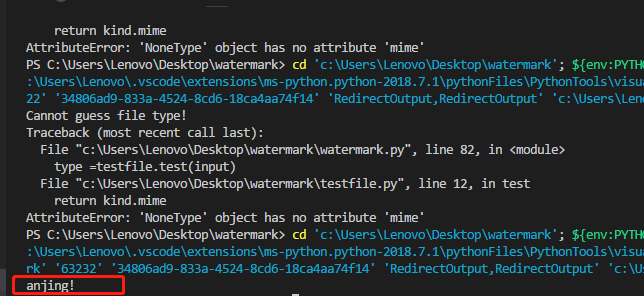 return kind.mime
AttributeError: 'NoneType' object has no attribute 'mime'
PS C:\Users\Lenovo\Desktop\watermark> cd 'c:\Users\Lenovo\Desktop\watermark'; ${env:PYTHO
:\Users\Lenovo\.vscode\extensions\ms-python.python-2018.7.1\pythonFiles\PythonTools\visua
22' '34806ad9-833a-4524-8cd6-18ca4aa74f14' 'RedirectOutput,RedirectOutput' 'c:\Users\Len
Cannot guess file type!
Traceback (most recent call last):
  File "c:\Users\Lenovo\Desktop\watermark\watermark.py", line 82, in <module>
    type =testfile.test(input)
  File "c:\Users\Lenovo\Desktop\watermark\testfile.py", line 12, in test
    return kind.mime
AttributeError: 'NoneType' object has no attribute 'mime'
PS C:\Users\Lenovo\Desktop\watermark> cd 'c:\Users\Lenovo\Desktop\watermark'; ${env:PYTHO
:\Users\Lenovo\.vscode\extensions\ms-python.python-2018.7.1\pythonFiles\PythonTools\visua
rk' '63232' '34806ad9-833a-4524-8cd6-18ca4aa74f14' 'RedirectOutput,RedirectOutput' 'c:\Us
anjing!